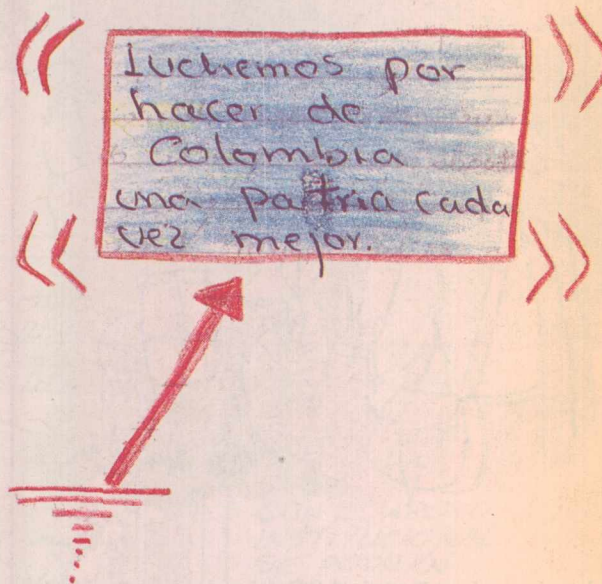 Luchemos por
hacer de
Colombia
una patria cada
vez mejor.